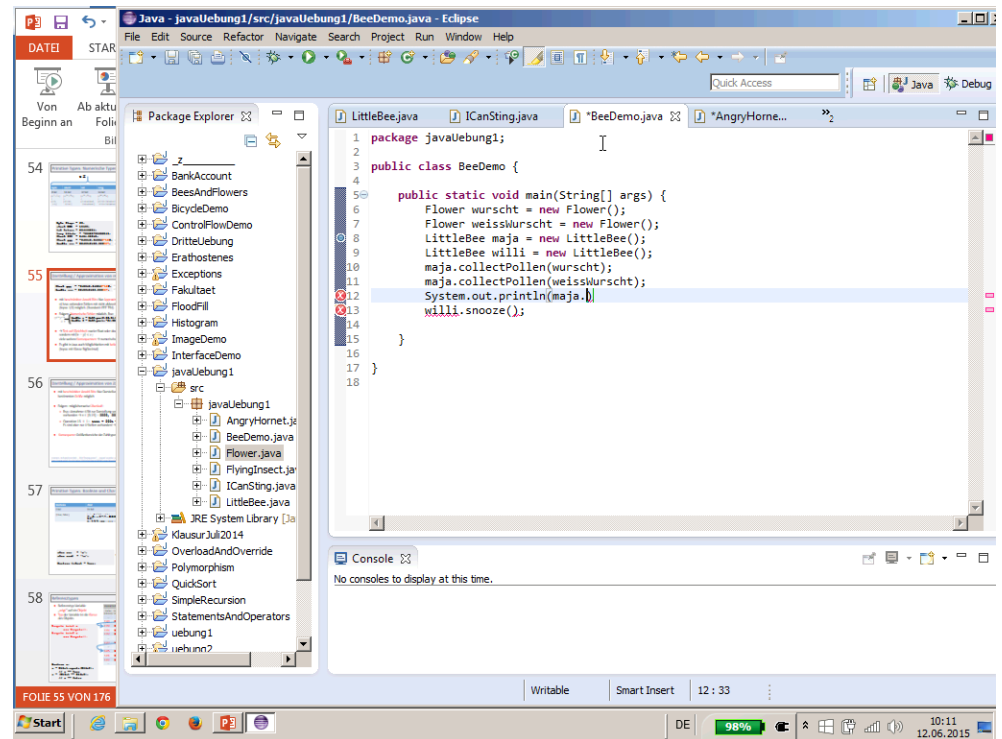 DATEI
STAR
Von
Beginn an
Ab aktu
Folie
Bil
54
55
56
57
58
FOLIE 55 VON 176
Java - javaUebung1/src/javaUebung1/BeeDemo.java - Eclipse
File Edit Source Refactor Navigate Search Project Run Window Help
Quick Access
Java
Debug
Package Explorer
_z_________
BankAccount
BeesAndFlowers
BicycleDemo
ControlFlowDemo
DritteUebung
Erathostenes
Exceptions
Fakultaet
FloodFill
Histogram
ImageDemo
InterfaceDemo
javaUebung1
src
javaUebung1
AngryHornet.ja
BeeDemo.java
Flower.java
FlyingInsect.jav
ICanSting.java
LittleBee.java
JRE System Library [Ja
KlausurJuli2014
OverloadAndOverride
Polymorphism
QuickSort
SimpleRecursion
StatementsAndOperators
uebung1
uebung2
LittleBee.java
ICanSting.java
*BeeDemo.java
*AngryHorne...
»2
1 package javaUebung1;
2
3 public class BeeDemo {
4
5 public static void main(String[] args) {
6 Flower wurscht = new Flower();
7 Flower weissWurscht = new Flower();
8 LittleBee maja = new LittleBee();
9 LittleBee willi = new LittleBee();
10 maja.collectPollen(wurscht);
11 maja.collectPollen(weissWurscht);
12 System.out.println(maja.)
13 willi.snooze();
14
15 }
16
17 }
18
Console
No consoles to display at this time.
Writable
Smart Insert
12 : 33
Start
DE
98%
10:11
12.06.2015